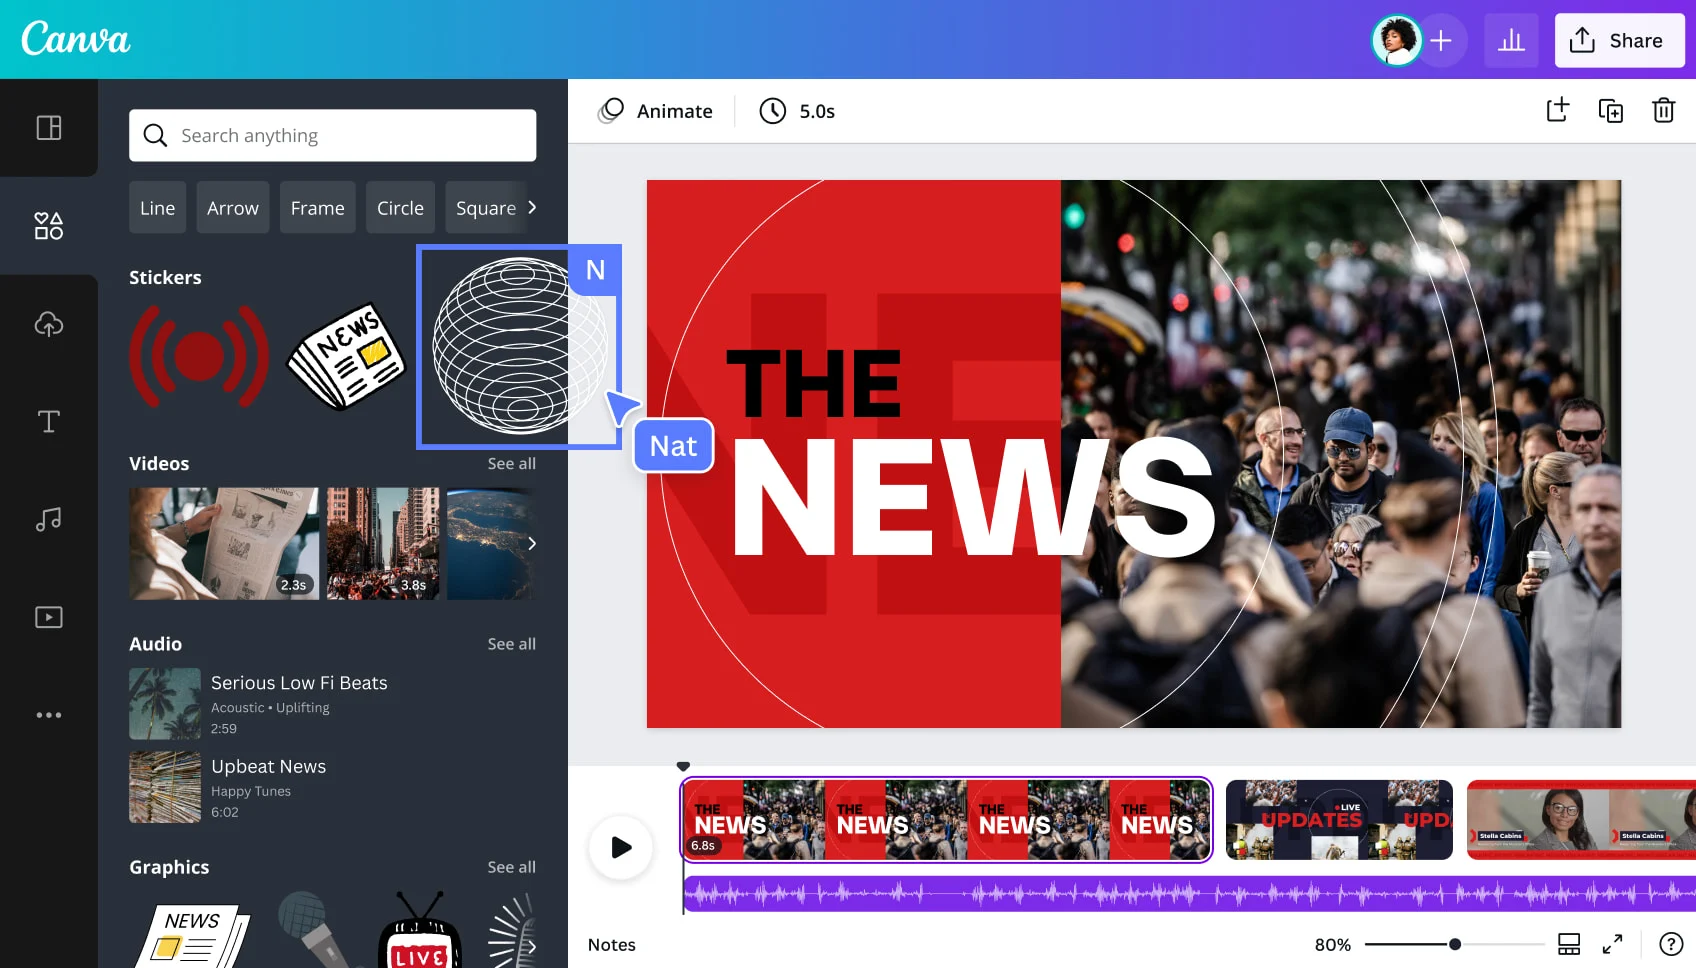 Canva
Share
Search anything
Animate
5.0s
Line
Arrow
Frame
Circle
Square
Stickers
NEWS
N
Nat
Videos
See all
2.3s
3.8s
Audio
See all
Serious Low Fi Beats
Acoustic • Uplifting
2:59
Upbeat News
Happy Tunes
6:02
Graphics
See all
NEWS
LIVE
THE
NEWS
THE
NEWS
6.8s
THE
NEWS
THE
NEWS
THE
NEWS
LIVE
UPDATES
UPD
Stella Cabins
Stella Cabins
Notes
80%
?